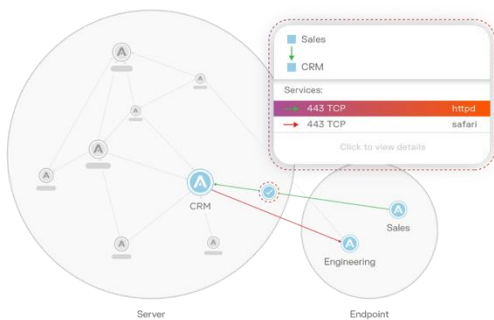 Sales
CRM
Services:
443 TCP httpd
443 TCP safari
Click to view details
CRM
Sales
Engineering
Server Endpoint